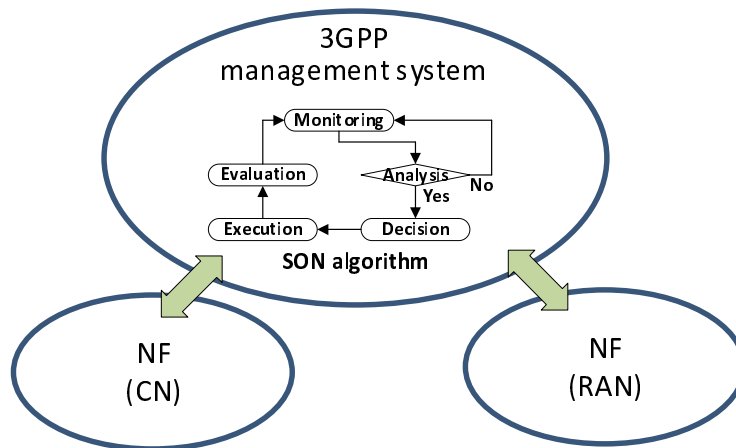 3GPP
management system
Monitoring
Evaluation
Analysis
No
Yes
Execution
Decision
SON algorithm
NF
(CN)
NF
(RAN)